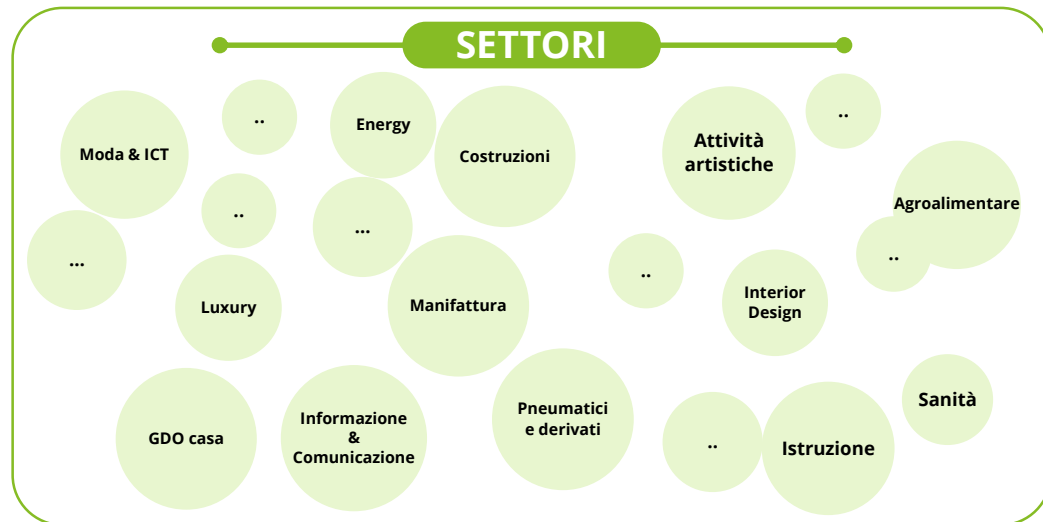 SETTORI
Moda & ICT
..
Energy
Costruzioni
Attività
artistiche
..
Agroalimentare
...
..
...
Luxury
Manifattura
..
Interior
Design
..
GDO casa
Informazione
&
Comunicazione
Pneumatici
e derivati
..
Istruzione
Sanità